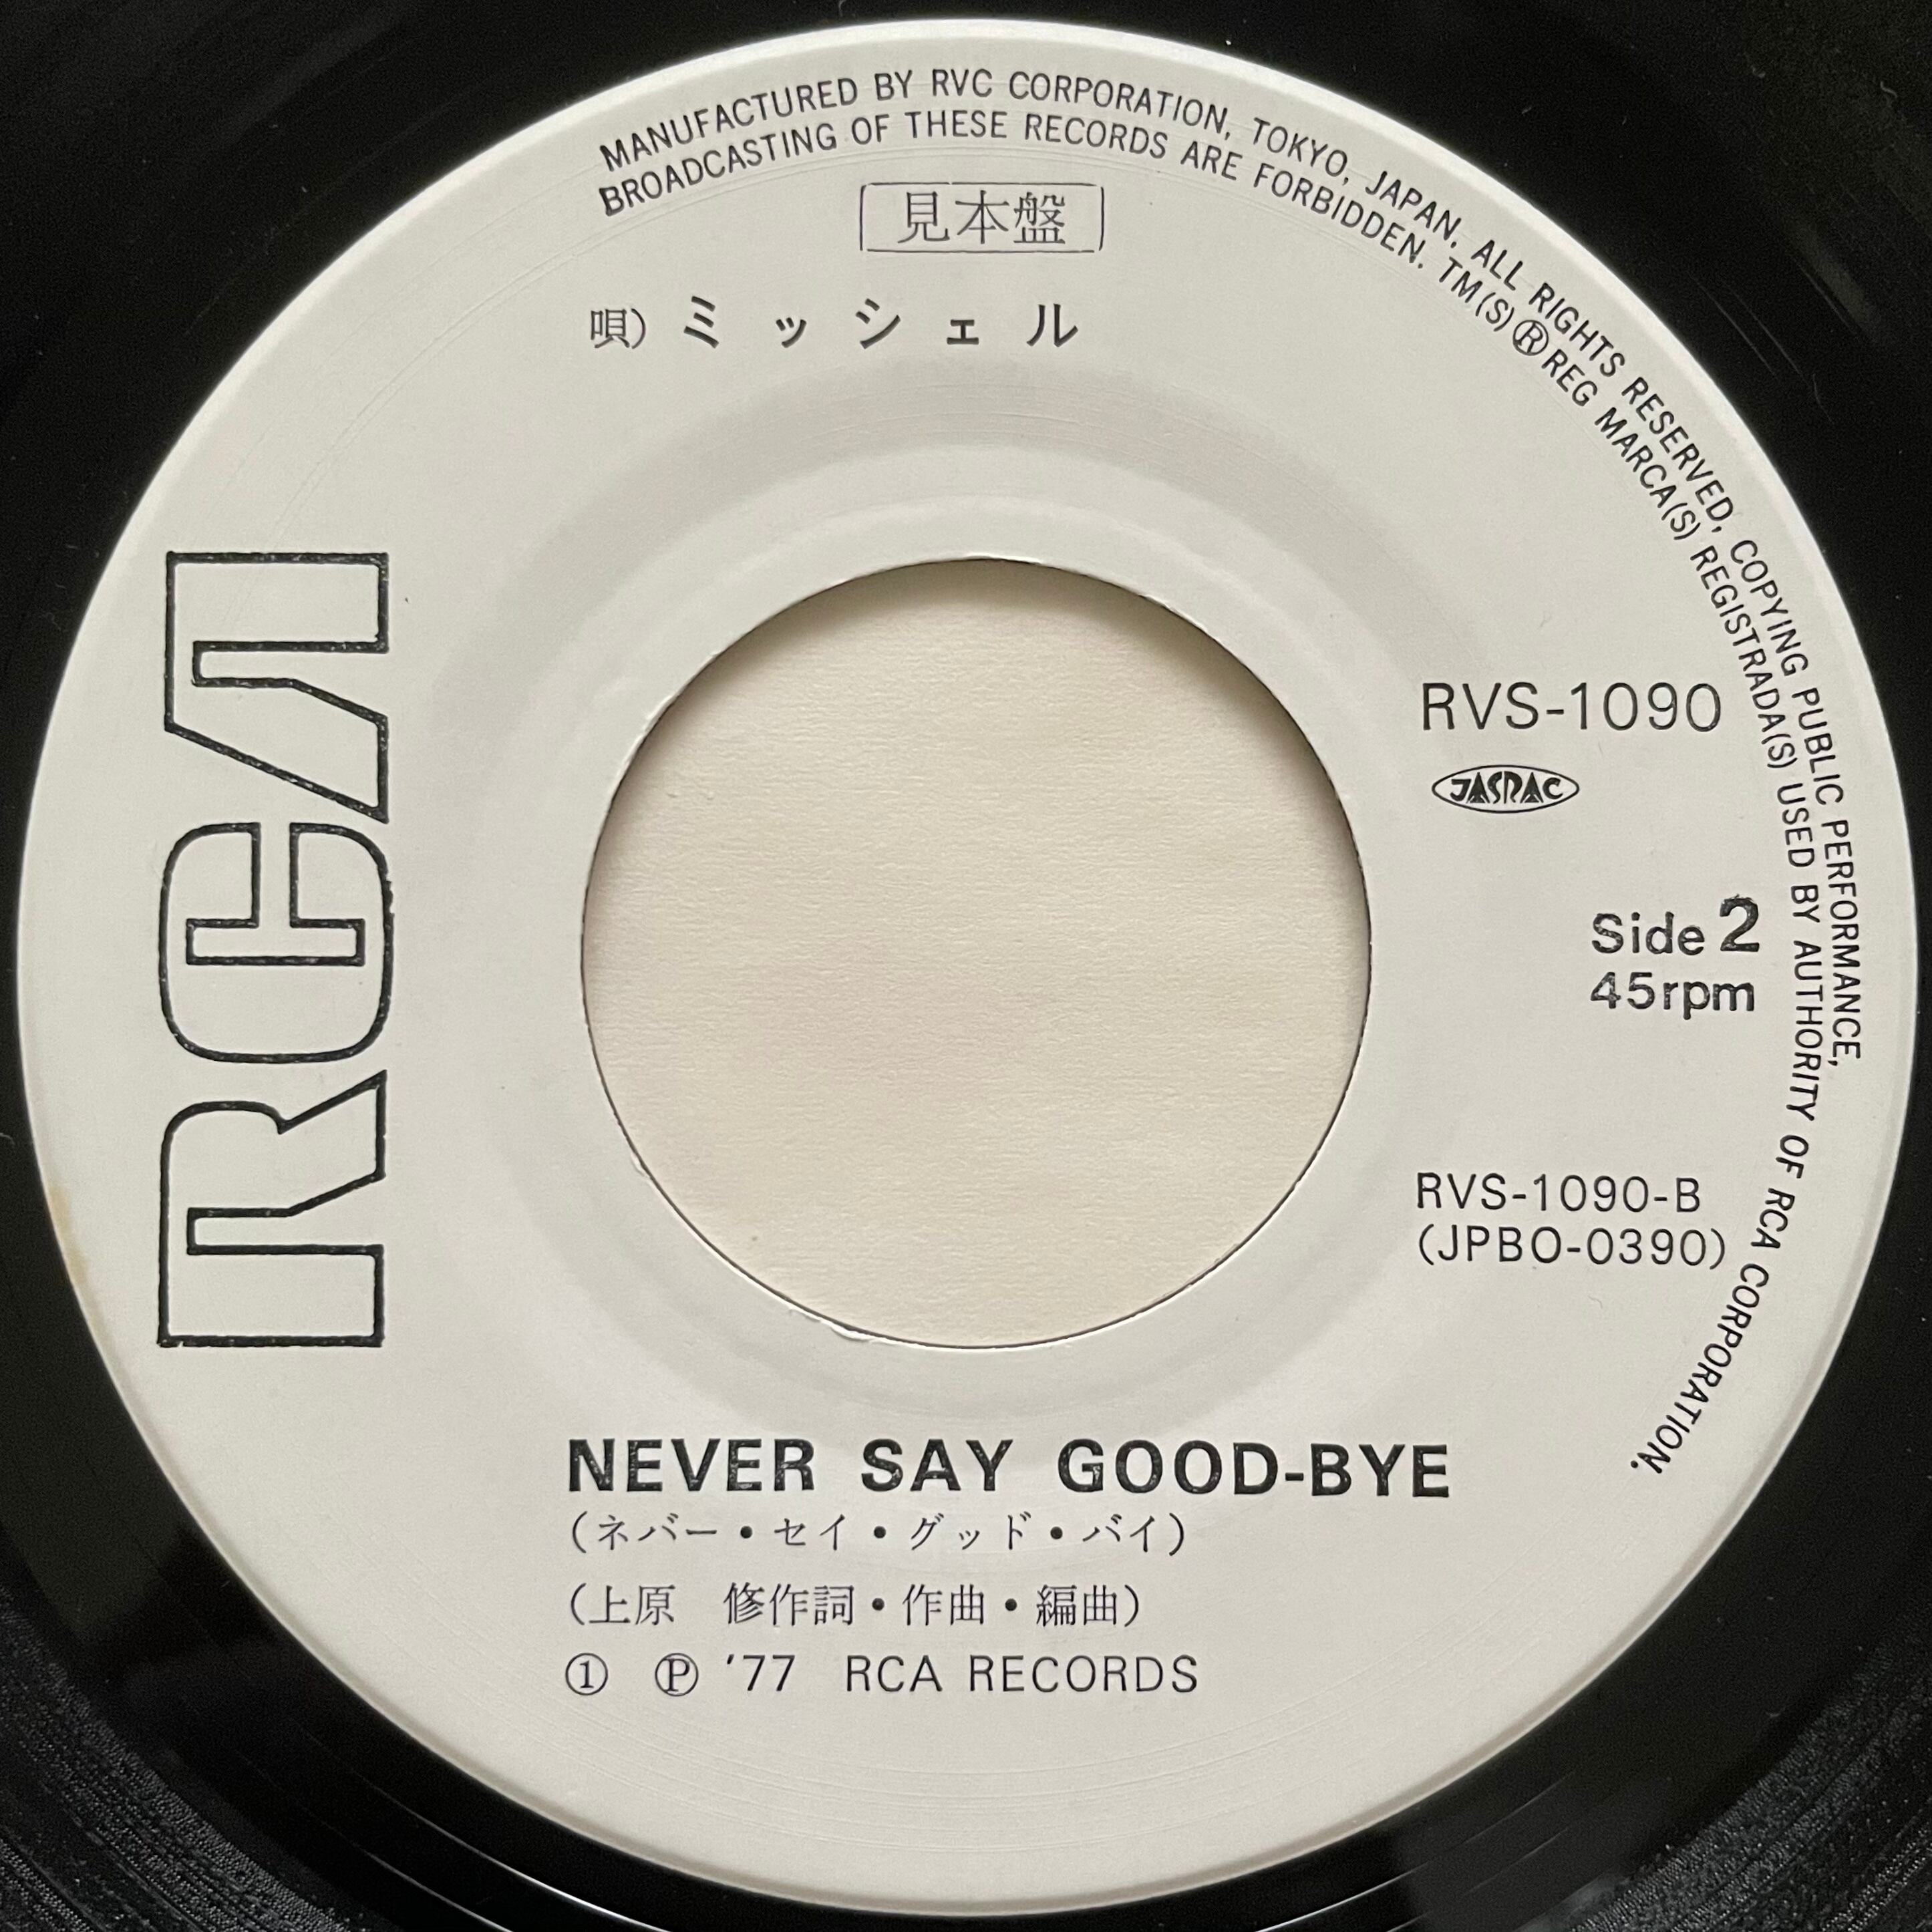 MANUFACTURED BY RVC CORPORATION, TOKYO, JAPAN. ALL RIGHTS RESERVED, COPYING PUBLIC PERFORMANCE,
BROADCASTING OF THESE RECORDS ARE FORBIDDEN. TM(S)®REG MARCA(S) REGISTRADA(S) USED BY AUTHORITY OF RCA CORPORATION.
見本盤
唄)ミッシェル
RCA
RVS-1090
JASRAC
Side 2
45rpm
RVS-1090-B
(JPBO-0390)
NEVER SAY GOOD-BYE
(ネバー・セイ・グッド・バイ)
(上原 修作詞・作曲・編曲)
① ℗ '77 RCA RECORDS